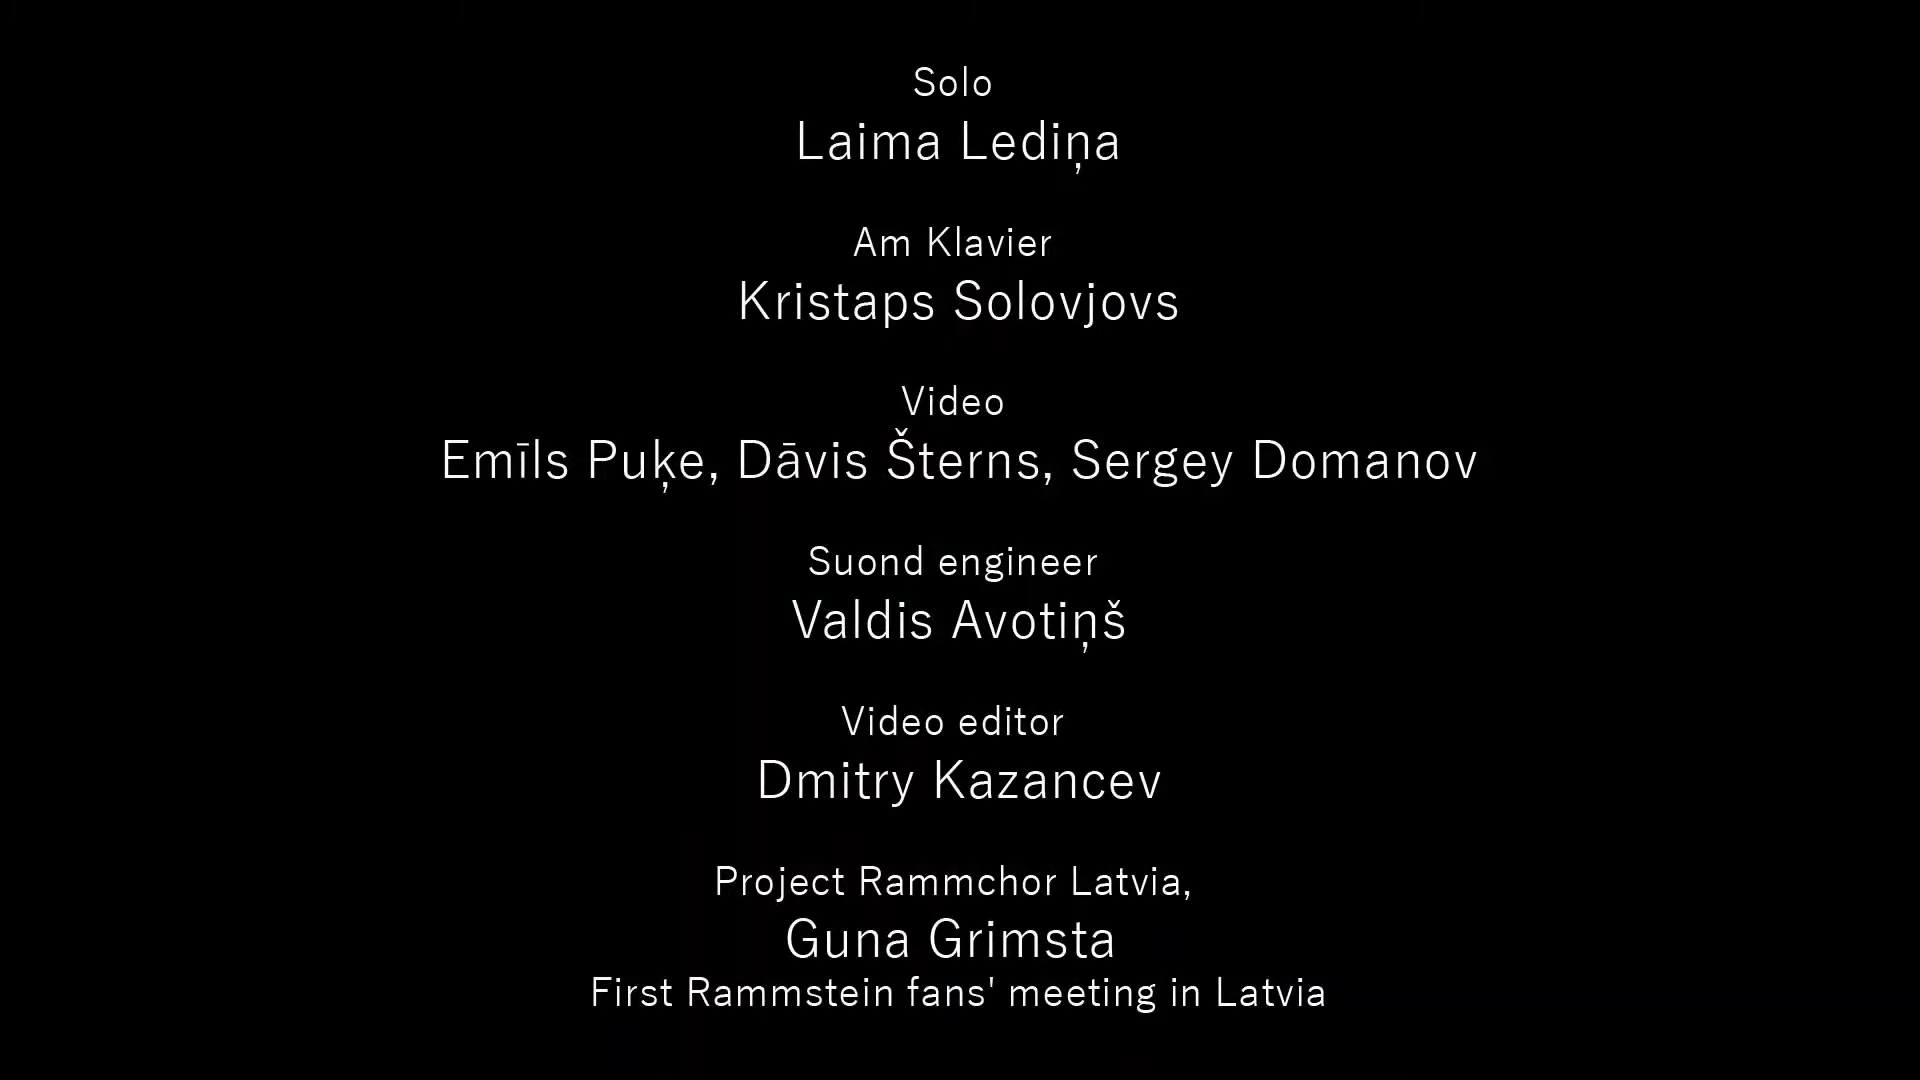 Solo
Laima Lediņa
Am Klavier
Kristaps Solovjovs
Video
Emīls Puķe, Dāvis Šterns, Sergey Domanov
Suond engineer
Valdis Avotiņš
Video editor
Dmitry Kazancev
Project Rammchor Latvia,
Guna Grimsta
First Rammstein fans' meeting in Latvia